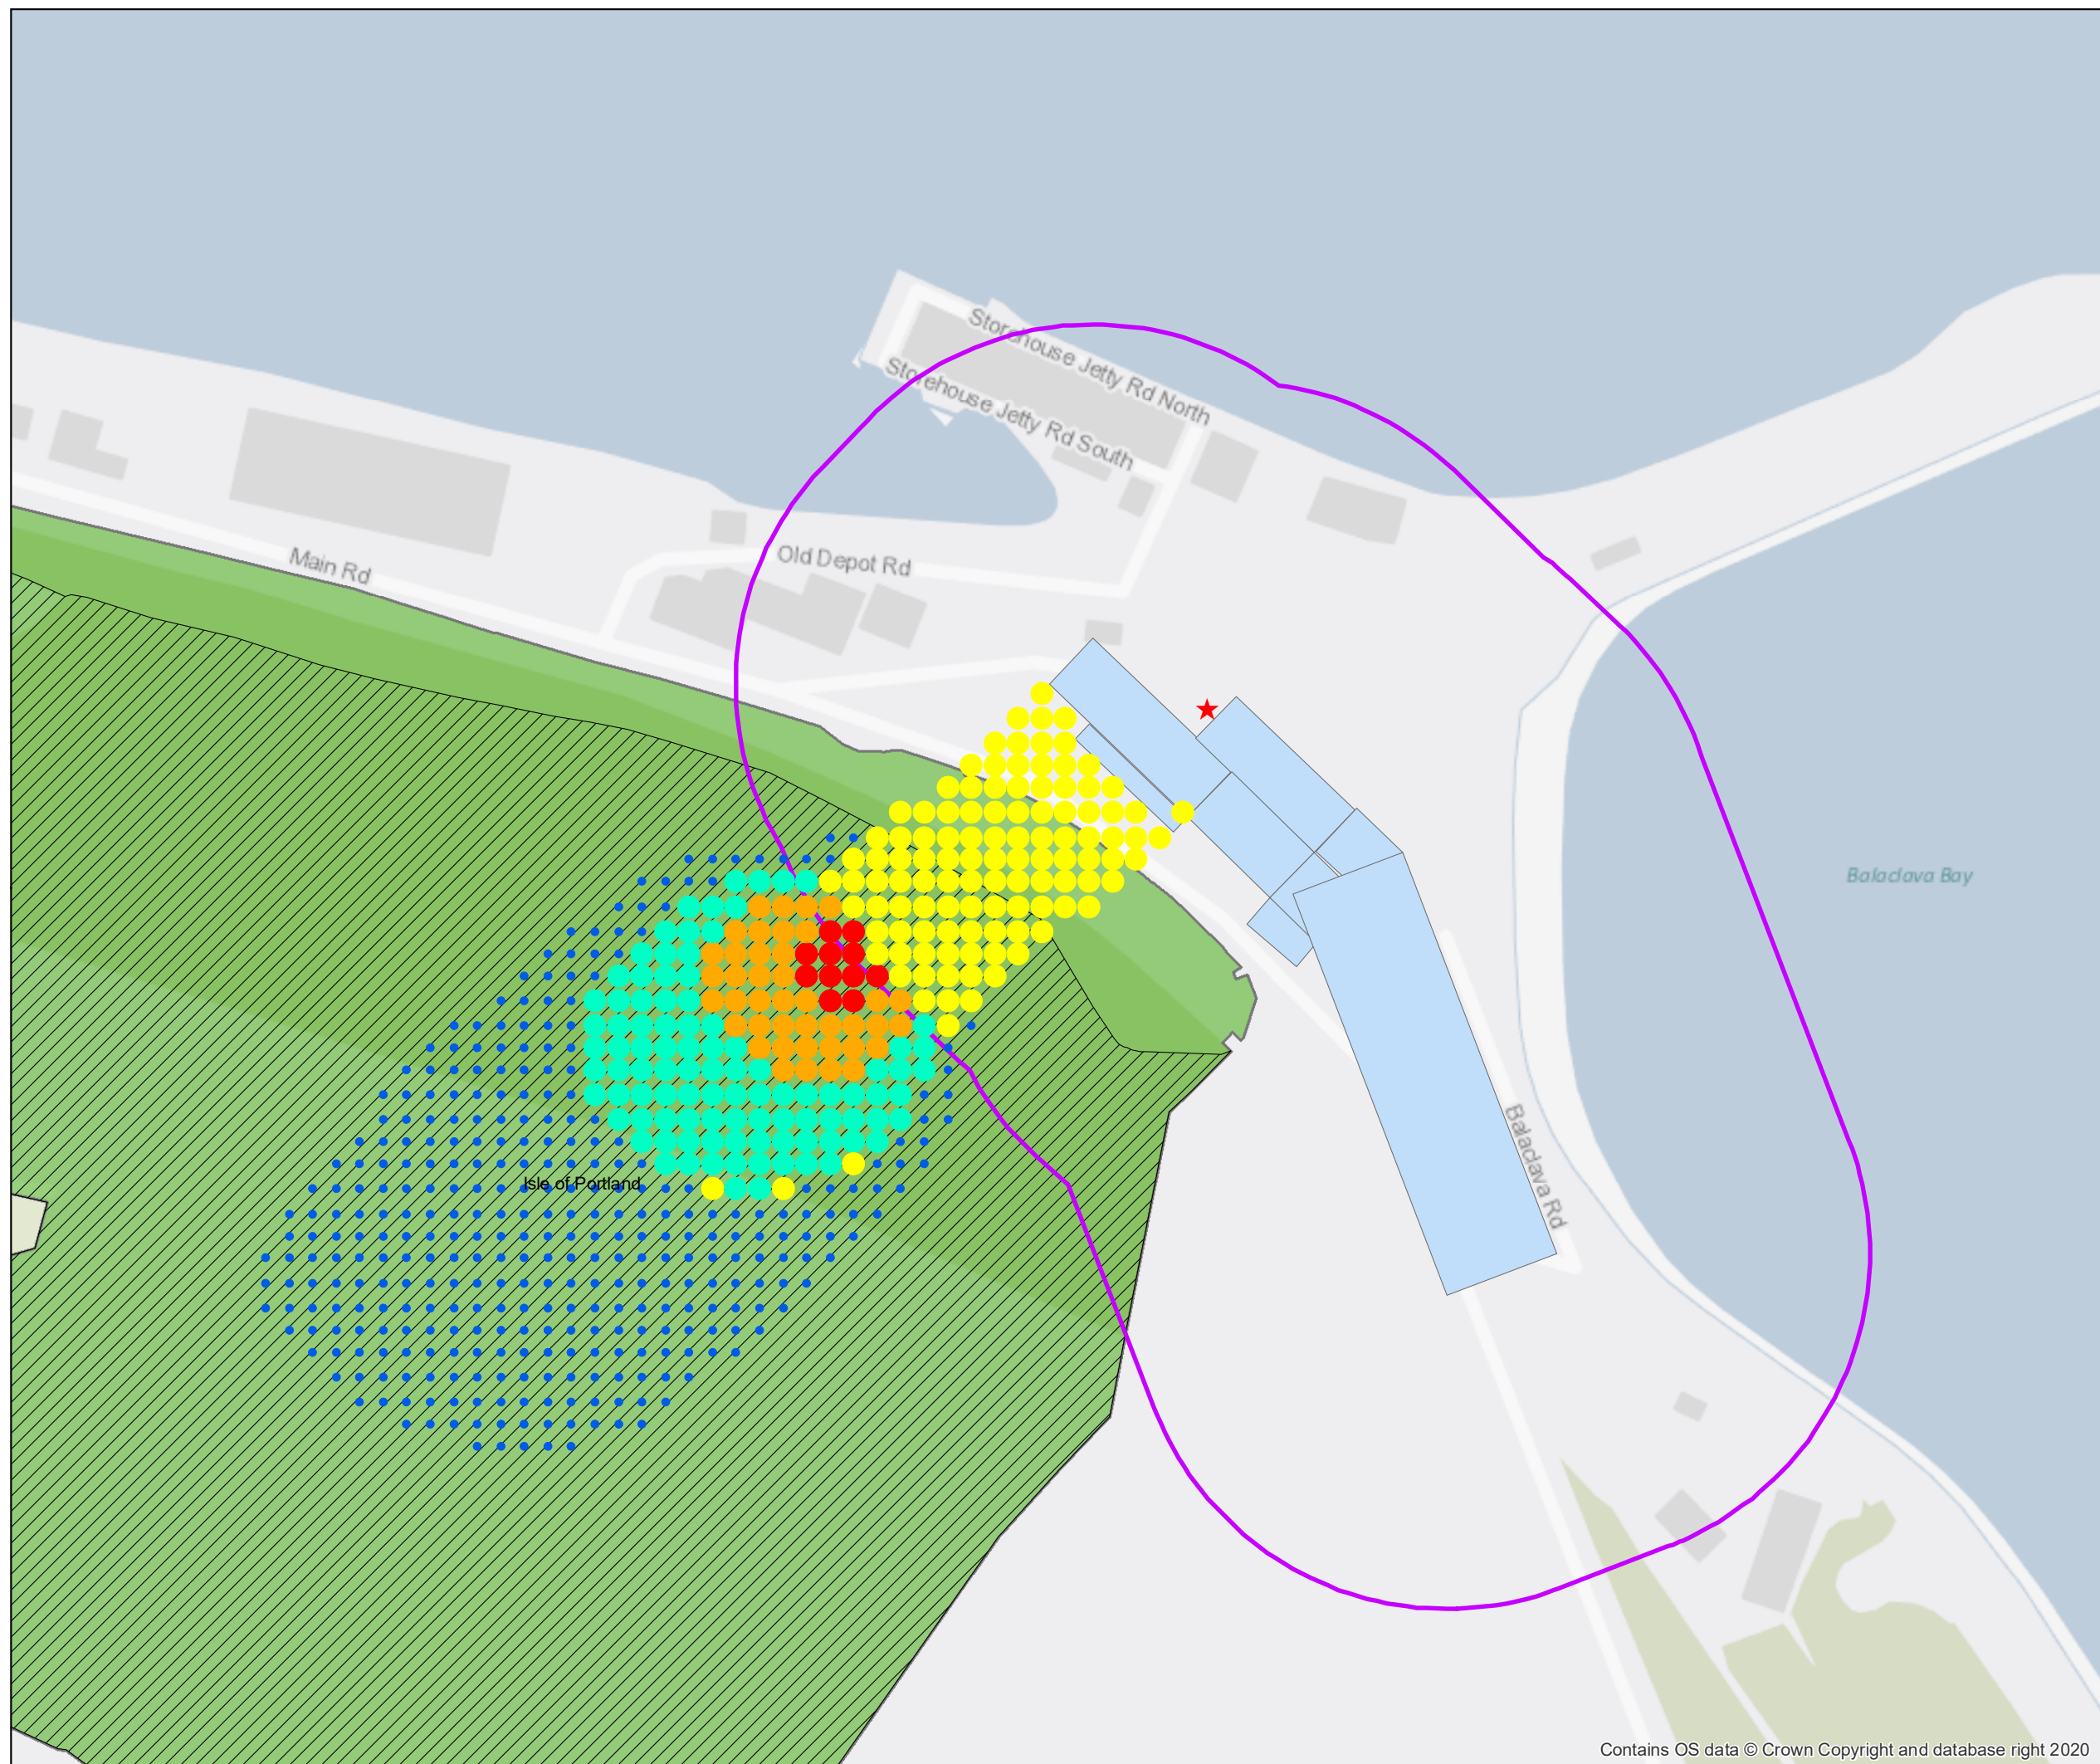 Storehouse Jetty Rd North
Storehouse Jetty Rd South
Main Rd
Old Depot Rd
Balaclava Bay
Balaclava Rd
Isle of Portland
Contains OS data © Crown Copyright and database right 2020